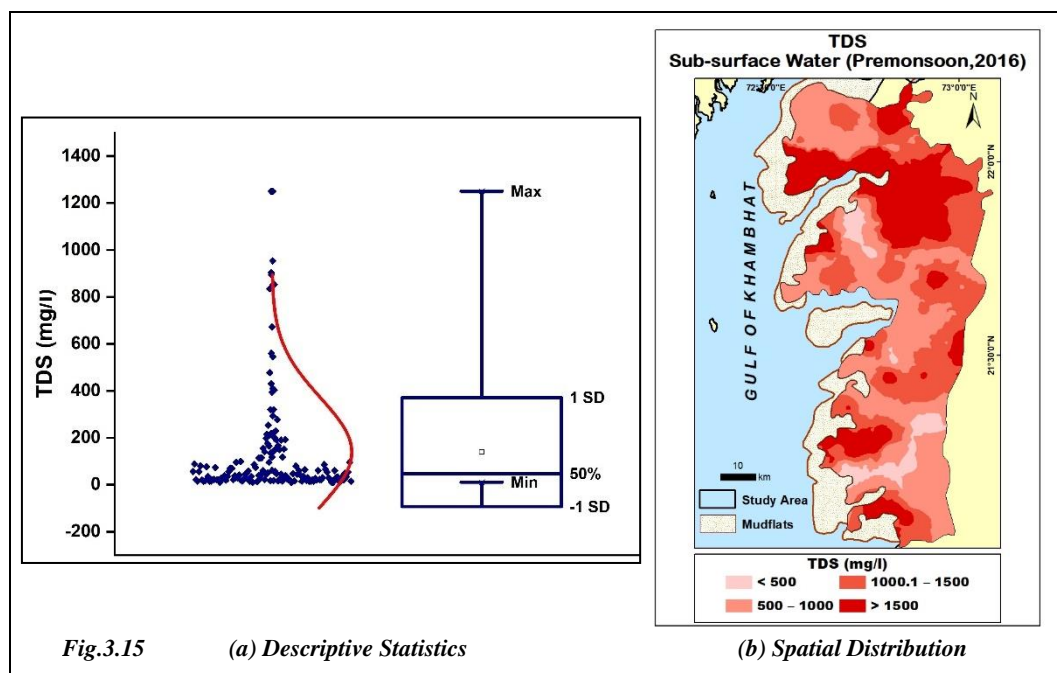 1400
1200
1000
800
600
400
200
0
-200
TDS (mg/l)
Max
1 SD
50%
Min
-1 SD
TDS
Sub-surface Water (Premonsoon,2016)
73°0'0"E
N
22°0'0"N
21°30'0"N
GULF OF KHAMBHAT
10
km
Study Area
Mudflats
TDS (mg/l)
< 500
1000.1 – 1500
500 – 1000
> 1500
Fig.3.15 (a) Descriptive Statistics (b) Spatial Distribution